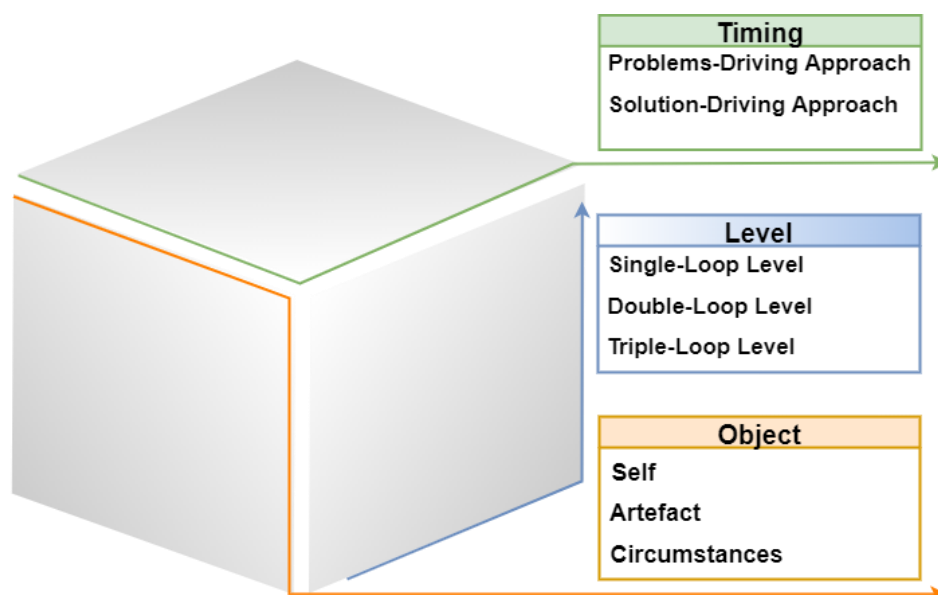 Timing
Problems-Driving Approach
Solution-Driving Approach
Level
Single-Loop Level
Double-Loop Level
Triple-Loop Level
Object
Self
Artefact
Circumstances